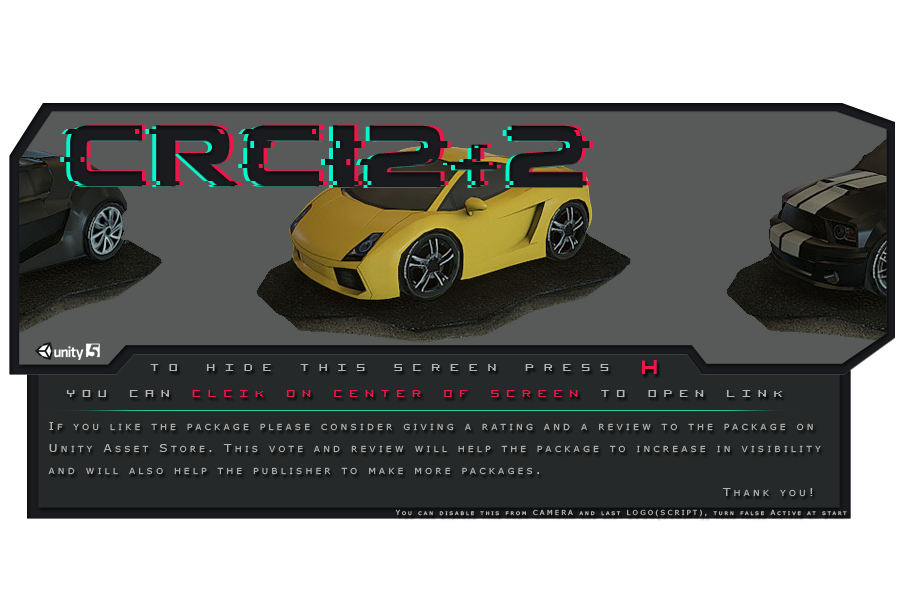 CRC12+2
unity 5
TO HIDE THIS SCREEN PRESS H
YOU CAN CLCIK ON CENTER OF SCREEN TO OPEN LINK
If you like the package please consider giving a rating and a review to the package on
Unity Asset Store. This vote and review will help the package to increase in visibility
and will also help the publisher to make more packages.
Thank you!
You can disable this from CAMERA and last LOGO(SCRIPT), turn false Active at start